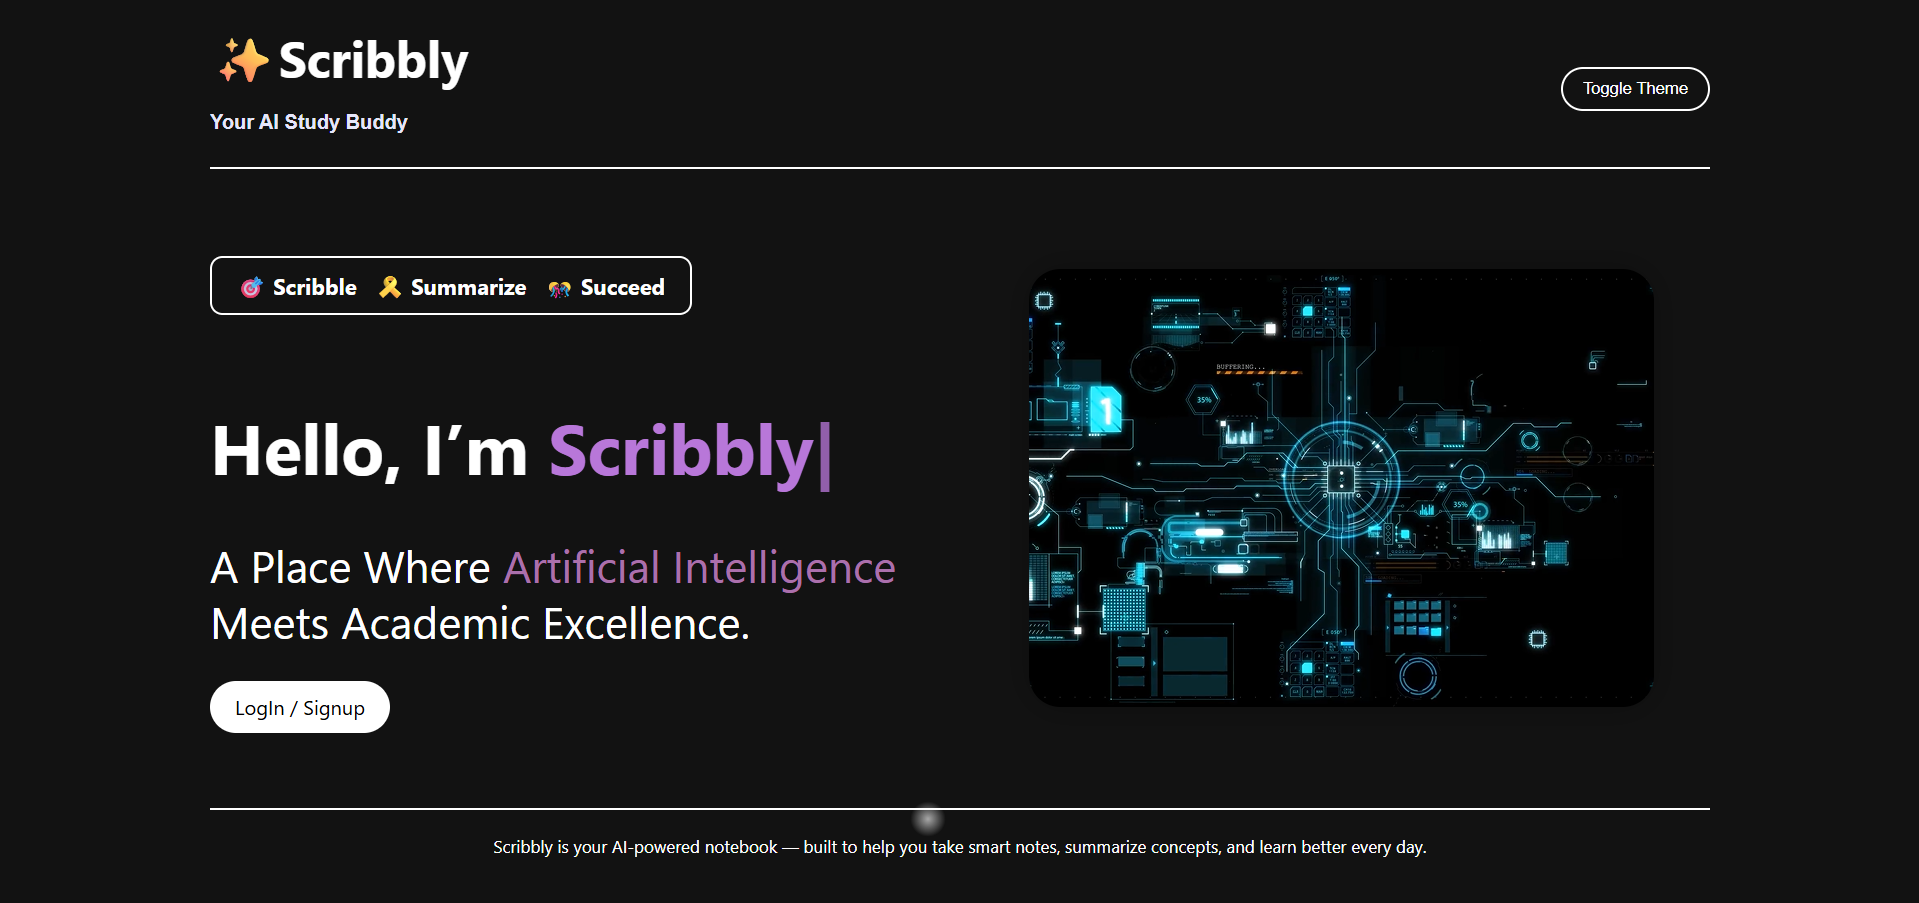 ✨ Scribbly
Your AI Study Buddy
Toggle Theme
🎯 Scribble 🎗️ Summarize 🎊 Succeed
Hello, I’m Scribbly|
A Place Where Artificial Intelligence
Meets Academic Excellence.
LogIn / Signup
BUFFERING...
35%
1
35%
Scribbly is your AI-powered notebook — built to help you take smart notes, summarize concepts, and learn better every day.